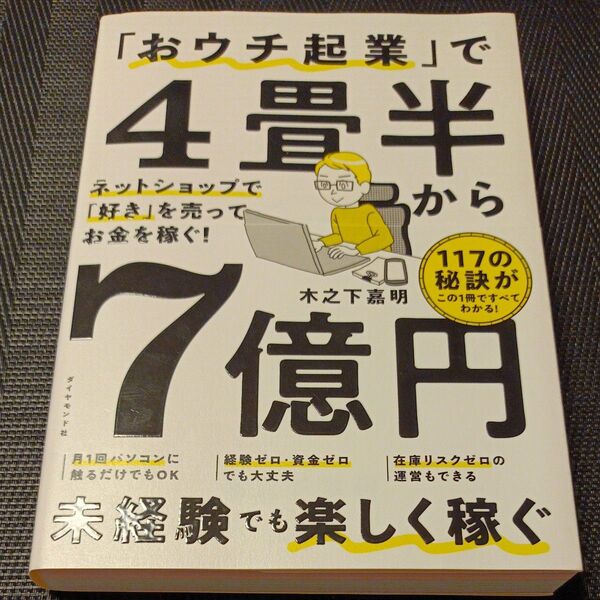 「おウチ起業」で
4畳半
から
ネットショップで
「好き」を売って
お金を稼ぐ！
117の
秘訣が
この1冊ですべて
わかる！
木之下嘉明
7億円
ダイヤモンド社
月1回パソコンに
触るだけでもOK
経験ゼロ・資金ゼロ
でも大丈夫
在庫リスクゼロの
運営もできる
未経験でも楽しく稼ぐ